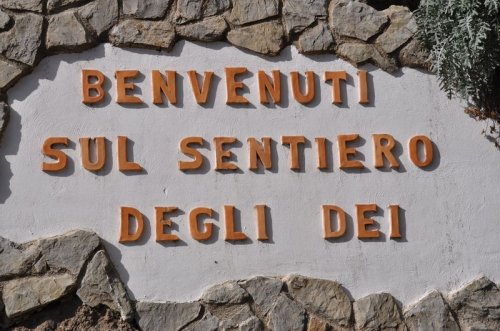 BENVENUTI
SUL SENTIERO
DEGLI DEI